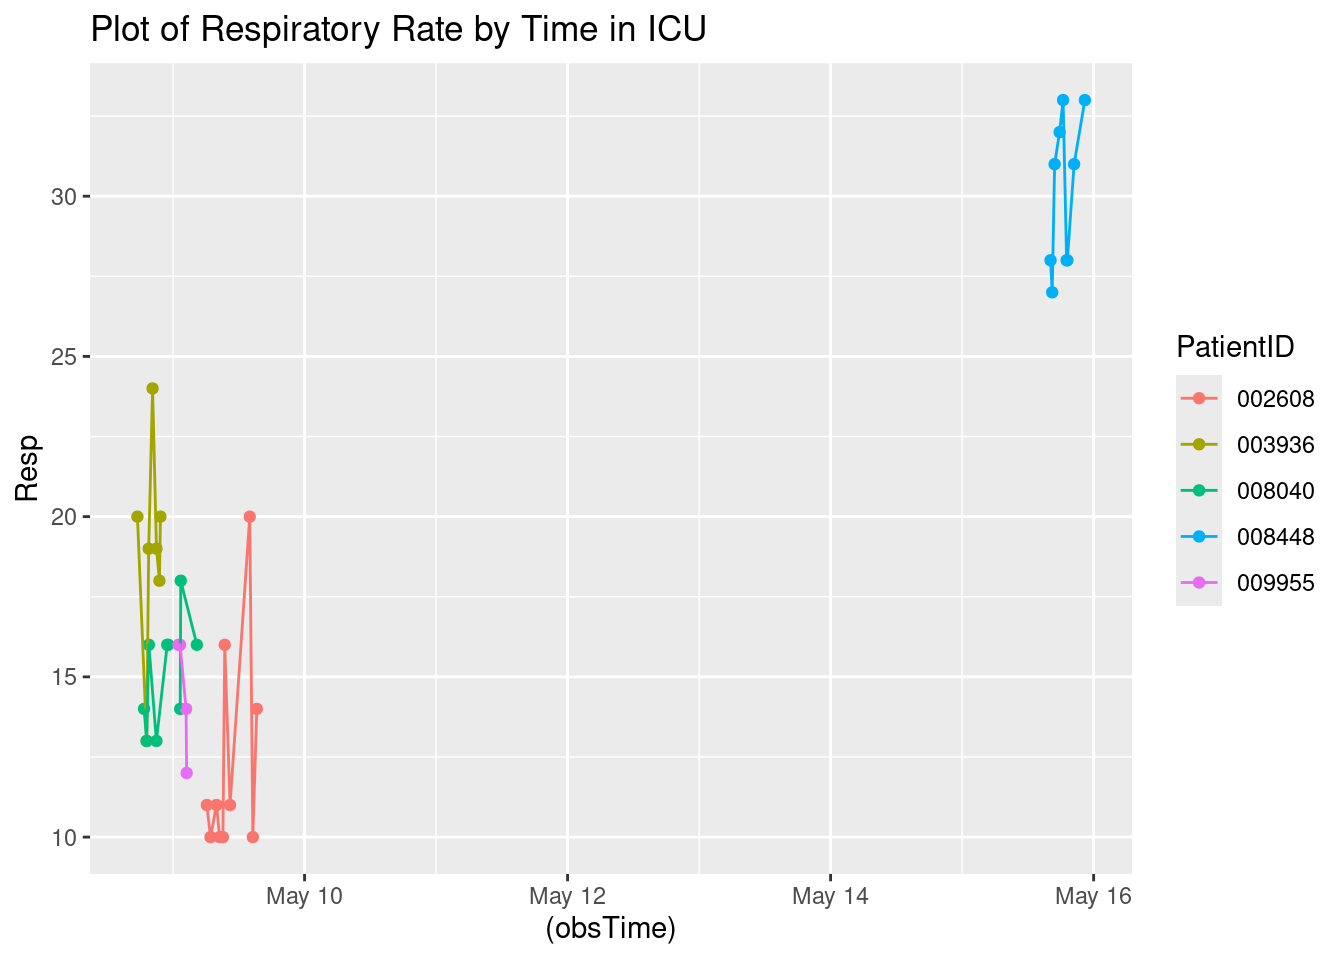 Plot of Respiratory Rate by Time in ICU
Resp
30
25
20
15
10
May 10
May 12
May 14
May 16
(obsTime)
PatientID
002608
003936
008040
008448
009955